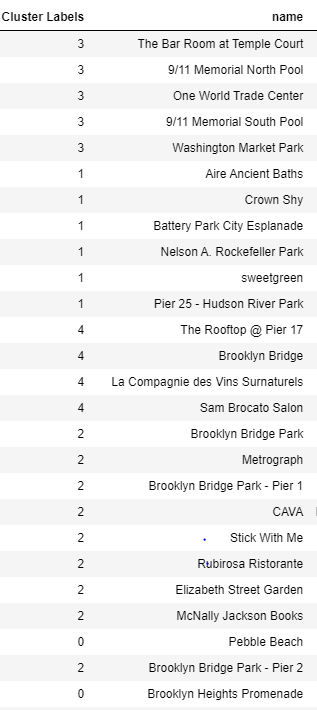 Cluster Labels name
3 The Bar Room at Temple Court
3 9/11 Memorial North Pool
3 One World Trade Center
3 9/11 Memorial South Pool
3 Washington Market Park
1 Aire Ancient Baths
1 Crown Shy
1 Battery Park City Esplanade
1 Nelson A. Rockefeller Park
1 sweetgreen
1 Pier 25 - Hudson River Park
4 The Rooftop @ Pier 17
4 Brooklyn Bridge
4 La Compagnie des Vins Surnaturels
4 Sam Brocato Salon
2 Brooklyn Bridge Park
2 Metrograph
2 Brooklyn Bridge Park - Pier 1
2 CAVA
2 Stick With Me
2 Rubirosa Ristorante
2 Elizabeth Street Garden
2 McNally Jackson Books
0 Pebble Beach
2 Brooklyn Bridge Park - Pier 2
0 Brooklyn Heights Promenade